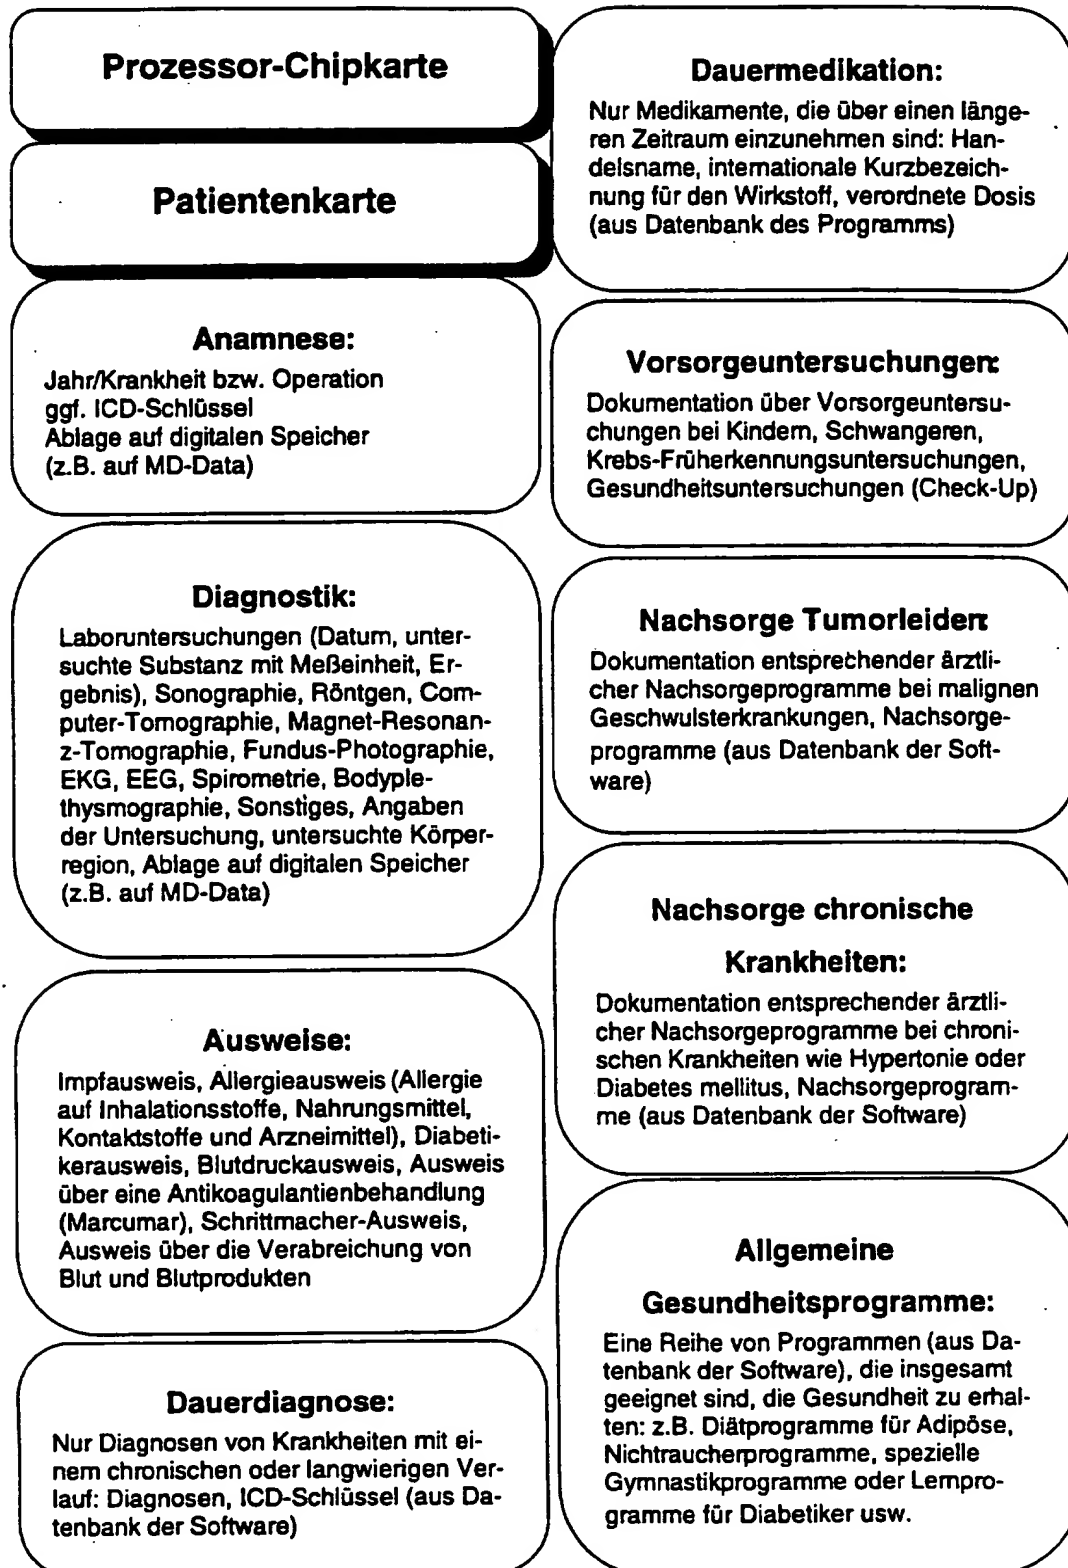 Prozessor-Chipkarte
Patientenkarte
Anamnese:
Jahr/Krankheit bzw. Operation
ggf. ICD-Schlüssel
Ablage auf digitalen Speicher
(z.B. auf MD-Data)
Diagnostik:
Laboruntersuchungen (Datum, unter-
suchte Substanz mit Meßeinheit, Er-
gebnis), Sonographie, Röntgen, Com-
puter-Tomographie, Magnet-Resonan-
z-Tomographie, Fundus-Photographie,
EKG, EEG, Spirometrie, Bodyple-
thysmographie, Sonstiges, Angaben
der Untersuchung, untersuchte Körper-
region, Ablage auf digitalen Speicher
(z.B. auf MD-Data)
Ausweise:
Impfausweis, Allergieausweis (Allergie
auf Inhalationsstoffe, Nahrungsmittel,
Kontaktstoffe und Arzneimittel), Diabeti-
kerausweis, Blutdruckausweis, Ausweis
über eine Antikoagulantienbehandlung
(Marcumar), Schrittmacher-Ausweis,
Ausweis über die Verabreichung von
Blut und Blutprodukten
Dauerdiagnose:
Nur Diagnosen von Krankheiten mit ei-
nem chronischen oder langwierigen Ver-
lauf: Diagnosen, ICD-Schlüssel (aus Da-
tenbank der Software)
Dauermedikation:
Nur Medikamente, die über einen länge-
ren Zeitraum einzunehmen sind: Han-
delsname, internationale Kurzbezeich-
nung für den Wirkstoff, verordnete Dosis
(aus Datenbank des Programms)
Vorsorgeuntersuchungen:
Dokumentation über Vorsorgeuntersu-
chungen bei Kindern, Schwangeren,
Krebs-Früherkennungsuntersuchungen,
Gesundheitsuntersuchungen (Check-Up)
Nachsorge Tumorleiden:
Dokumentation entsprechender ärztli-
cher Nachsorgeprogramme bei malignen
Geschwulsterkrankungen, Nachsorge-
programme (aus Datenbank der Soft-
ware)
Nachsorge chronische
Krankheiten:
Dokumentation entsprechender ärztli-
cher Nachsorgeprogramme bei chroni-
schen Krankheiten wie Hypertonie oder
Diabetes mellitus, Nachsorgeprogram-
me (aus Datenbank der Software)
Allgemeine
Gesundheitsprogramme:
Eine Reihe von Programmen (aus Da-
tenbank der Software), die insgesamt
geeignet sind, die Gesundheit zu erhal-
ten: z.B. Diätprogramme für Adipöse,
Nichtraucherprogramme, spezielle
Gymnastikprogramme oder Lernpro-
gramme für Diabetiker usw.